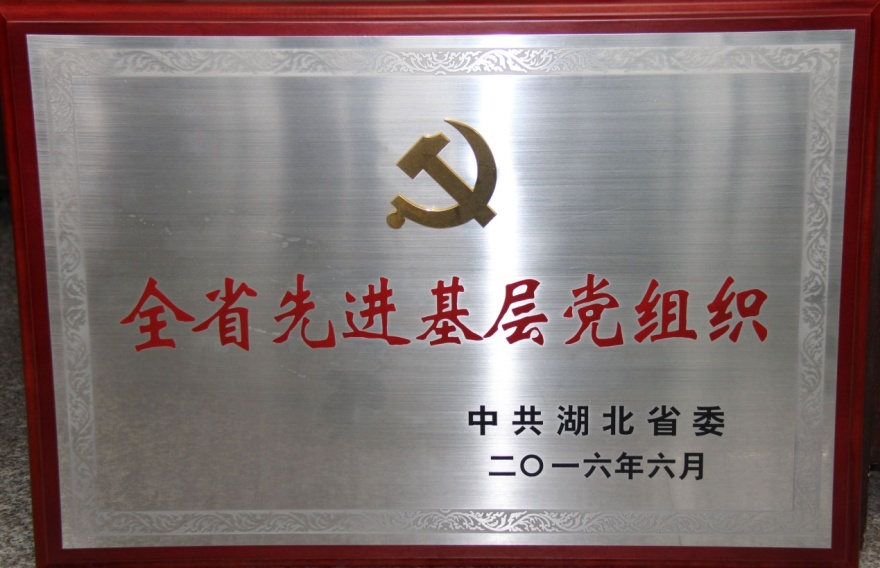 全省先进基层党组织
中共湖北省委
二〇一六年六月